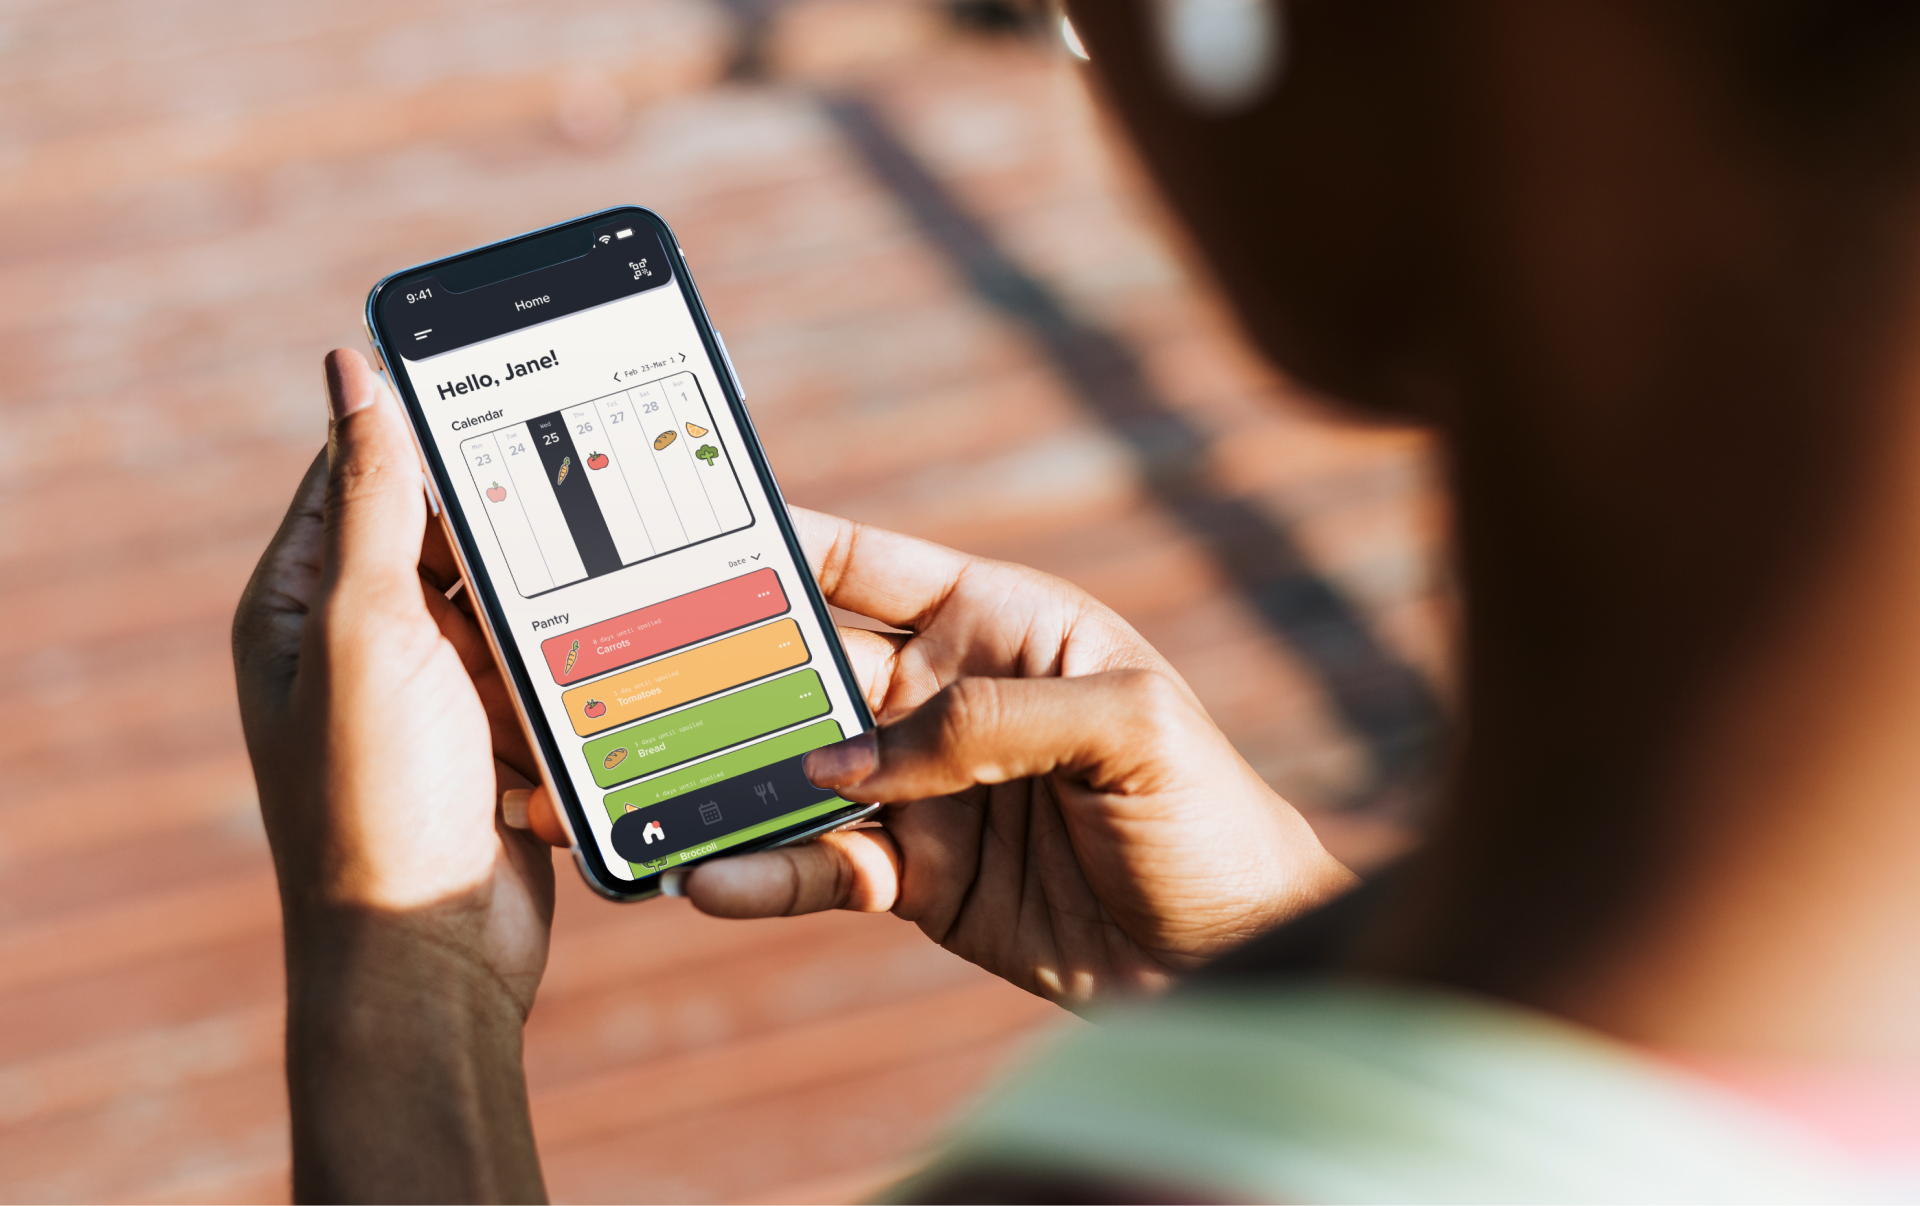 9:41
Home
Hello, Jane!
Feb 23-Mar 1
Calendar
Mon Tue Wed Thu Fri Sat Sun
23 24 25 26 27 28 1
Date
Pantry
0 days until spoiled
Carrots
1 day until spoiled
Tomatoes
3 days until spoiled
Bread
4 days until spoiled
Broccoli